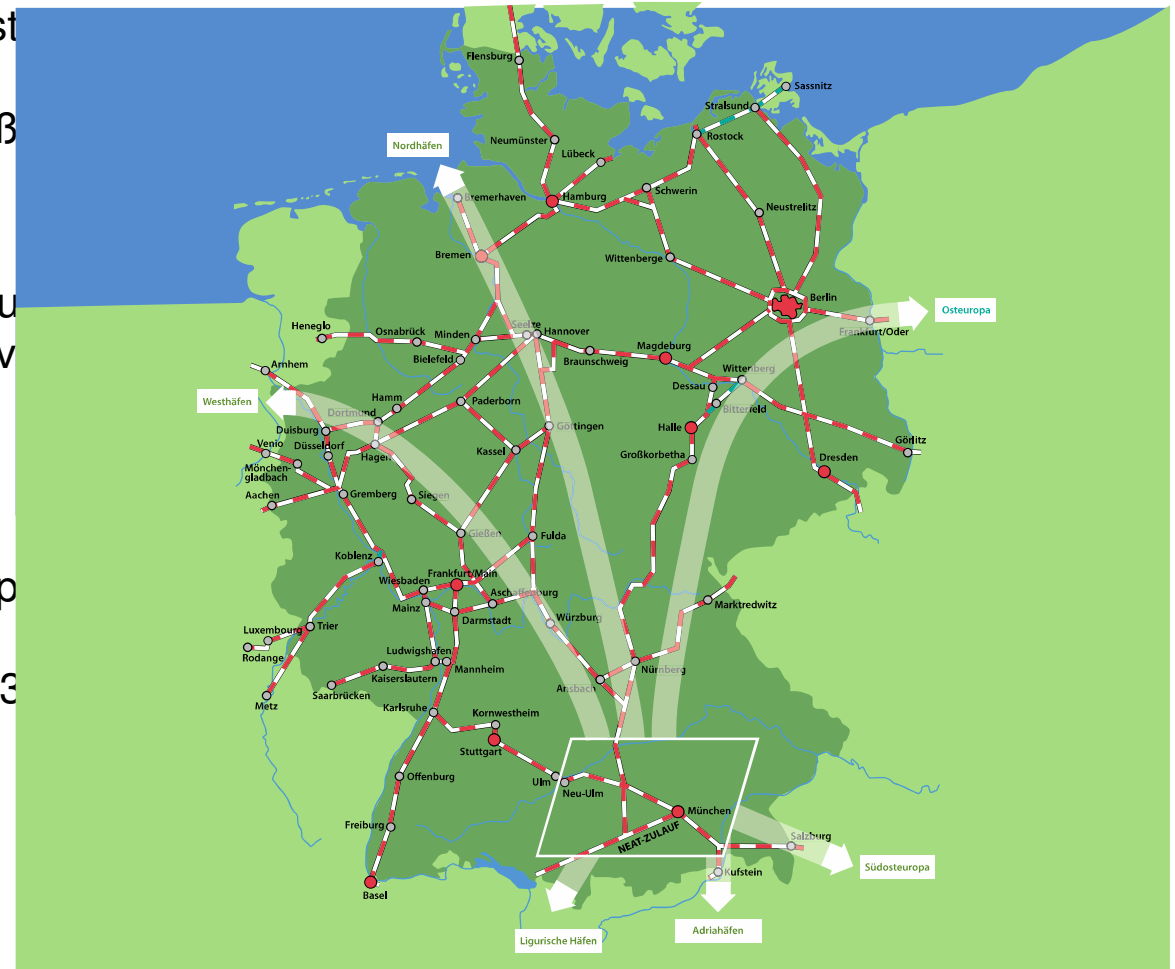 st
Flensburg
Sassnitz
Stralsund
ß
Rostock
Neumünster
Nordhäfen
Lübeck
Bremerhaven
Hamburg
Schwerin
Neustrelitz
Bremen
Wittenberge
u
Berlin
Osteuropa
Heneglo
Osnabrück
Minden
Seelze
Hannover
Frankfurt/Oder
v
Bielefeld
Braunschweig
Magdeburg
Arnhem
Wittenberg
Dessau
Westhäfen
Hamm
Paderborn
Bitterfeld
Dortmund
Duisburg
Göttingen
Halle
Venio
Düsseldorf
Hagen
Kassel
Großkorbetha
Görlitz
Dresden
Mönchen-
gladbach
Aachen
Gremberg
Siegen
Gießen
Fulda
Koblenz
Frankfurt/Main
p
Wiesbaden
Aschaffenburg
Mainz
Darmstadt
Würzburg
Marktredwitz
Luxembourg
Trier
Rodange
Ludwigshafen
Mannheim
Nürnberg
Kaiserslautern
Saarbrücken
Ansbach
3
Metz
Karlsruhe
Kornwestheim
Stuttgart
Offenburg
Ulm
Neu-Ulm
München
Freiburg
NEAT-ZULAUF
Salzburg
Südosteuropa
Kufstein
Basel
Adriahäfen
Ligurische Häfen